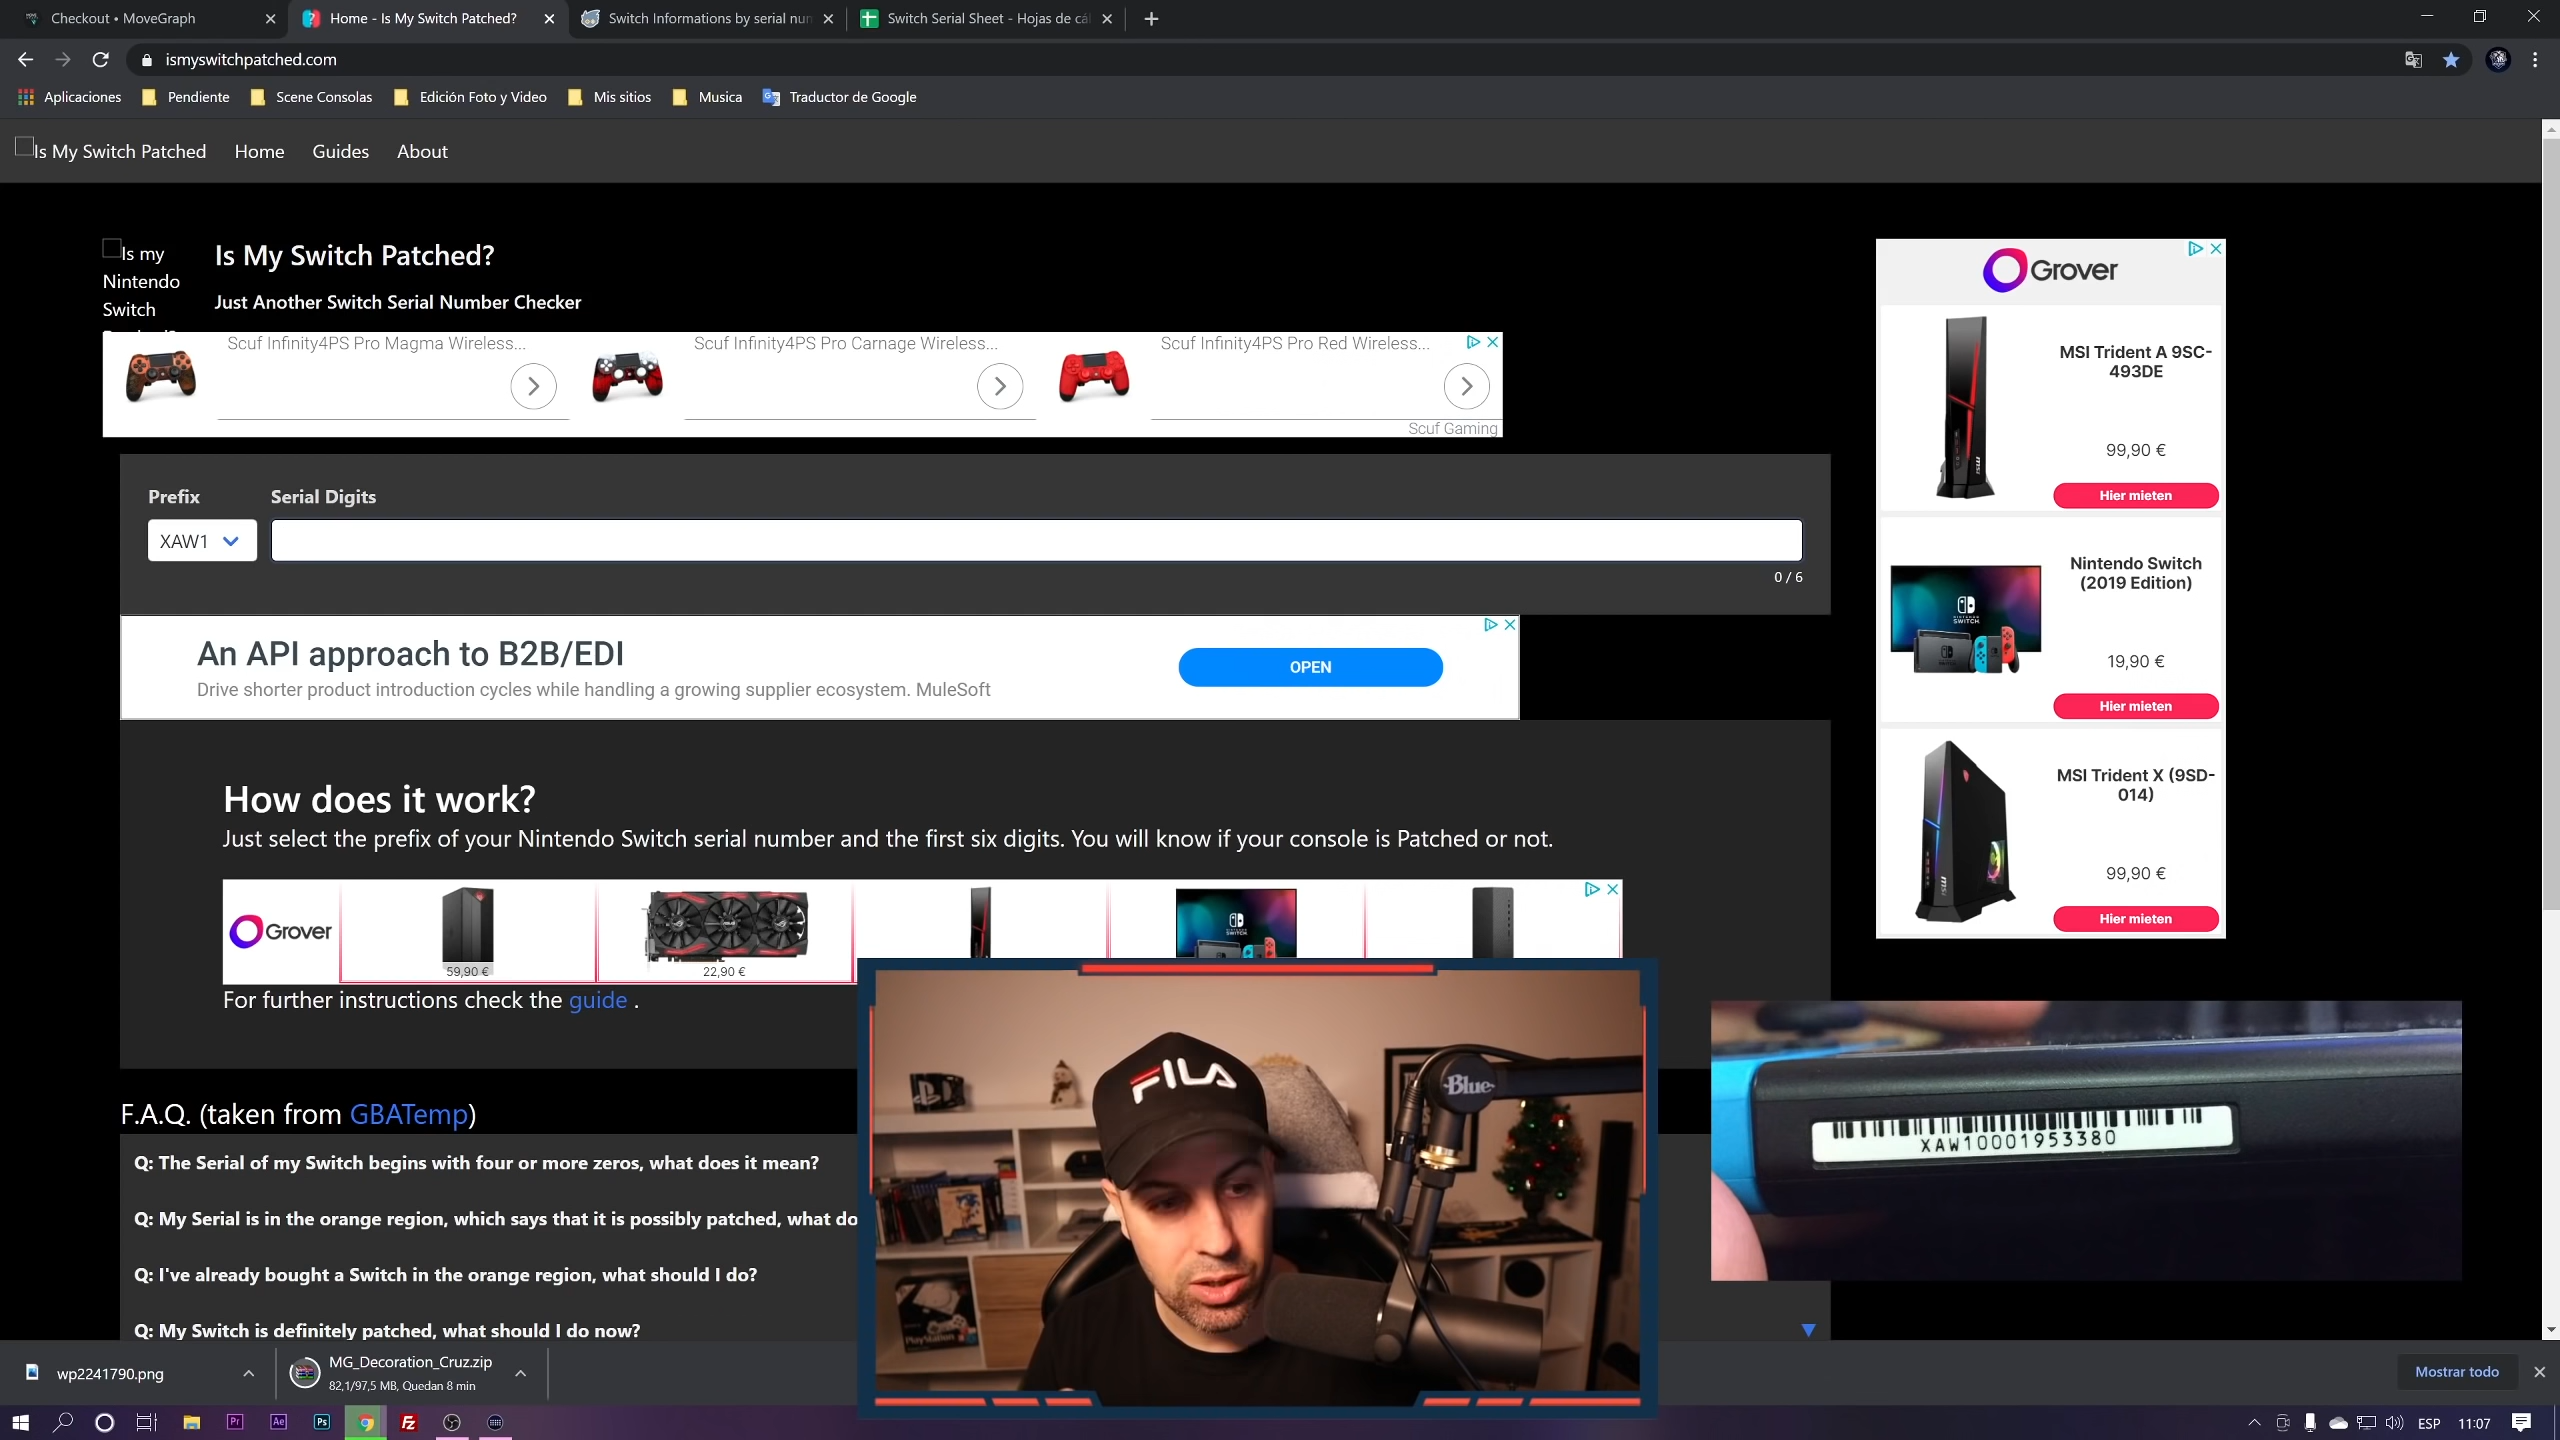 Checkout • MoveGraph
Home - Is My Switch Patched?
Switch Informations by serial nun
Switch Serial Sheet - Hojas de cál
ismyswitchpatched.com
Aplicaciones
Pendiente
Scene Consolas
Edición Foto y Video
Mis sitios
Musica
Traductor de Google
Is My Switch Patched
Home
Guides
About
Is my
Nintendo
Switch
Is My Switch Patched?
Just Another Switch Serial Number Checker
Scuf Infinity4PS Pro Magma Wireless...
Scuf Infinity4PS Pro Carnage Wireless...
Scuf Infinity4PS Pro Red Wireless...
Scuf Gaming
Prefix
Serial Digits
XAW1
0 / 6
An API approach to B2B/EDI
Drive shorter product introduction cycles while handling a growing supplier ecosystem. MuleSoft
OPEN
How does it work?
Just select the prefix of your Nintendo Switch serial number and the first six digits. You will know if your console is Patched or not.
Grover
59,90 €
22,90 €
For further instructions check the guide .
F.A.Q. (taken from GBATemp)
Q: The Serial of my Switch begins with four or more zeros, what does it mean?
Q: My Serial is in the orange region, which says that it is possibly patched, what do
Q: I've already bought a Switch in the orange region, what should I do?
Q: My Switch is definitely patched, what should I do now?
Grover
MSI Trident A 9SC-
493DE
99,90 €
Hier mieten
Nintendo Switch
(2019 Edition)
19,90 €
Hier mieten
MSI Trident X (9SD-
014)
99,90 €
Hier mieten
FILA
Blue
XAW10001953380
wp2241790.png
MG_Decoration_Cruz.zip
82,1/97,5 MB, Quedan 8 min
Mostrar todo
Pr
Ae
Ps
Fz
ESP
11:07